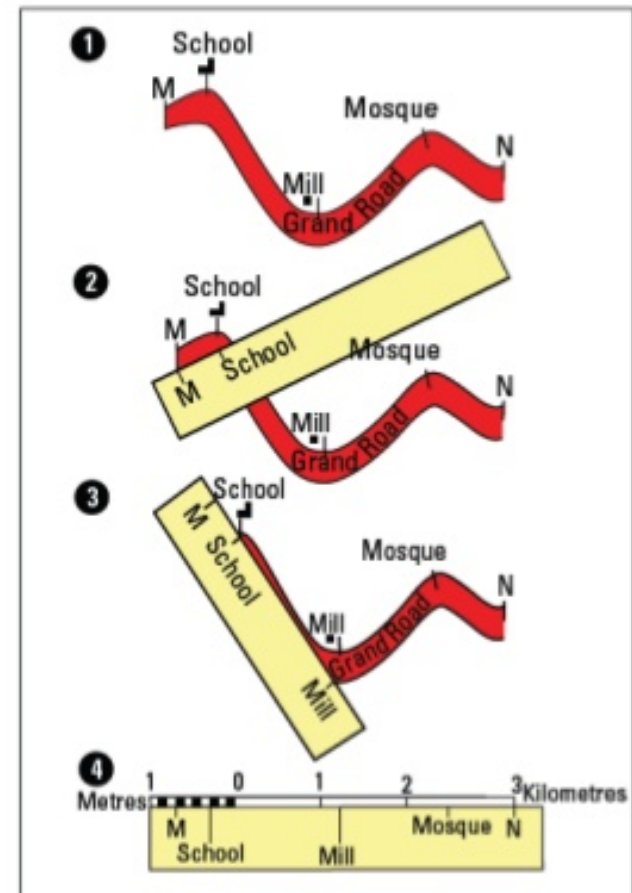 1
School
M
Mosque
N
Mill
Grand Road
2
School
M
Mosque
School
M
N
Mill
Grand Road
3
School
M
School
Mosque
N
Mill
Grand Road
Mill
4
1 0 1 2 3
Metres Kilometres
M School Mill Mosque N